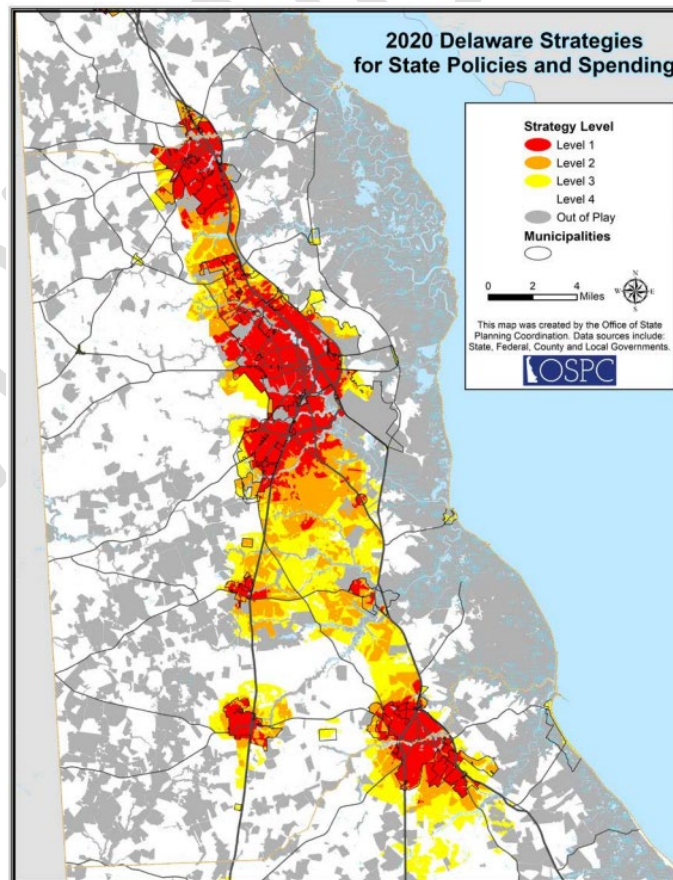 2020 Delaware Strategies
for State Policies and Spending
Strategy Level
Level 1
Level 2
Level 3
Level 4
Out of Play
Municipalities
0 2 4
Miles
N
W E
S
This map was created by the Office of State
Planning Coordination. Data sources include:
State, Federal, County and Local Governments.
OSPC